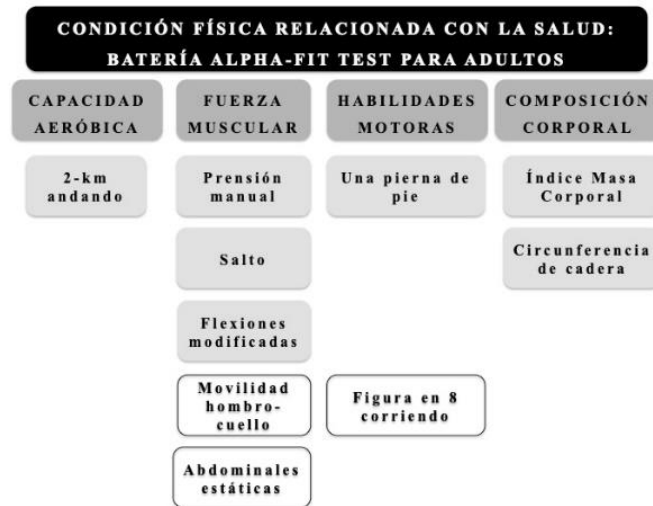 CONDICIÓN FÍSICA RELACIONADA CON LA SALUD:
BATERÍA ALPHA-FIT TEST PARA ADULTOS
CAPACIDAD
AERÓBICA
2-km
andando
FUERZA
MUSCULAR
Prensión
manual
Salto
Flexiones
modificadas
Movilidad
hombro-
cuello
Abdominales
estáticas
HABILIDADES
MOTORAS
Una pierna de
pie
Figura en 8
corriendo
COMPOSICIÓN
CORPORAL
Índice Masa
Corporal
Circunferencia
de cadera